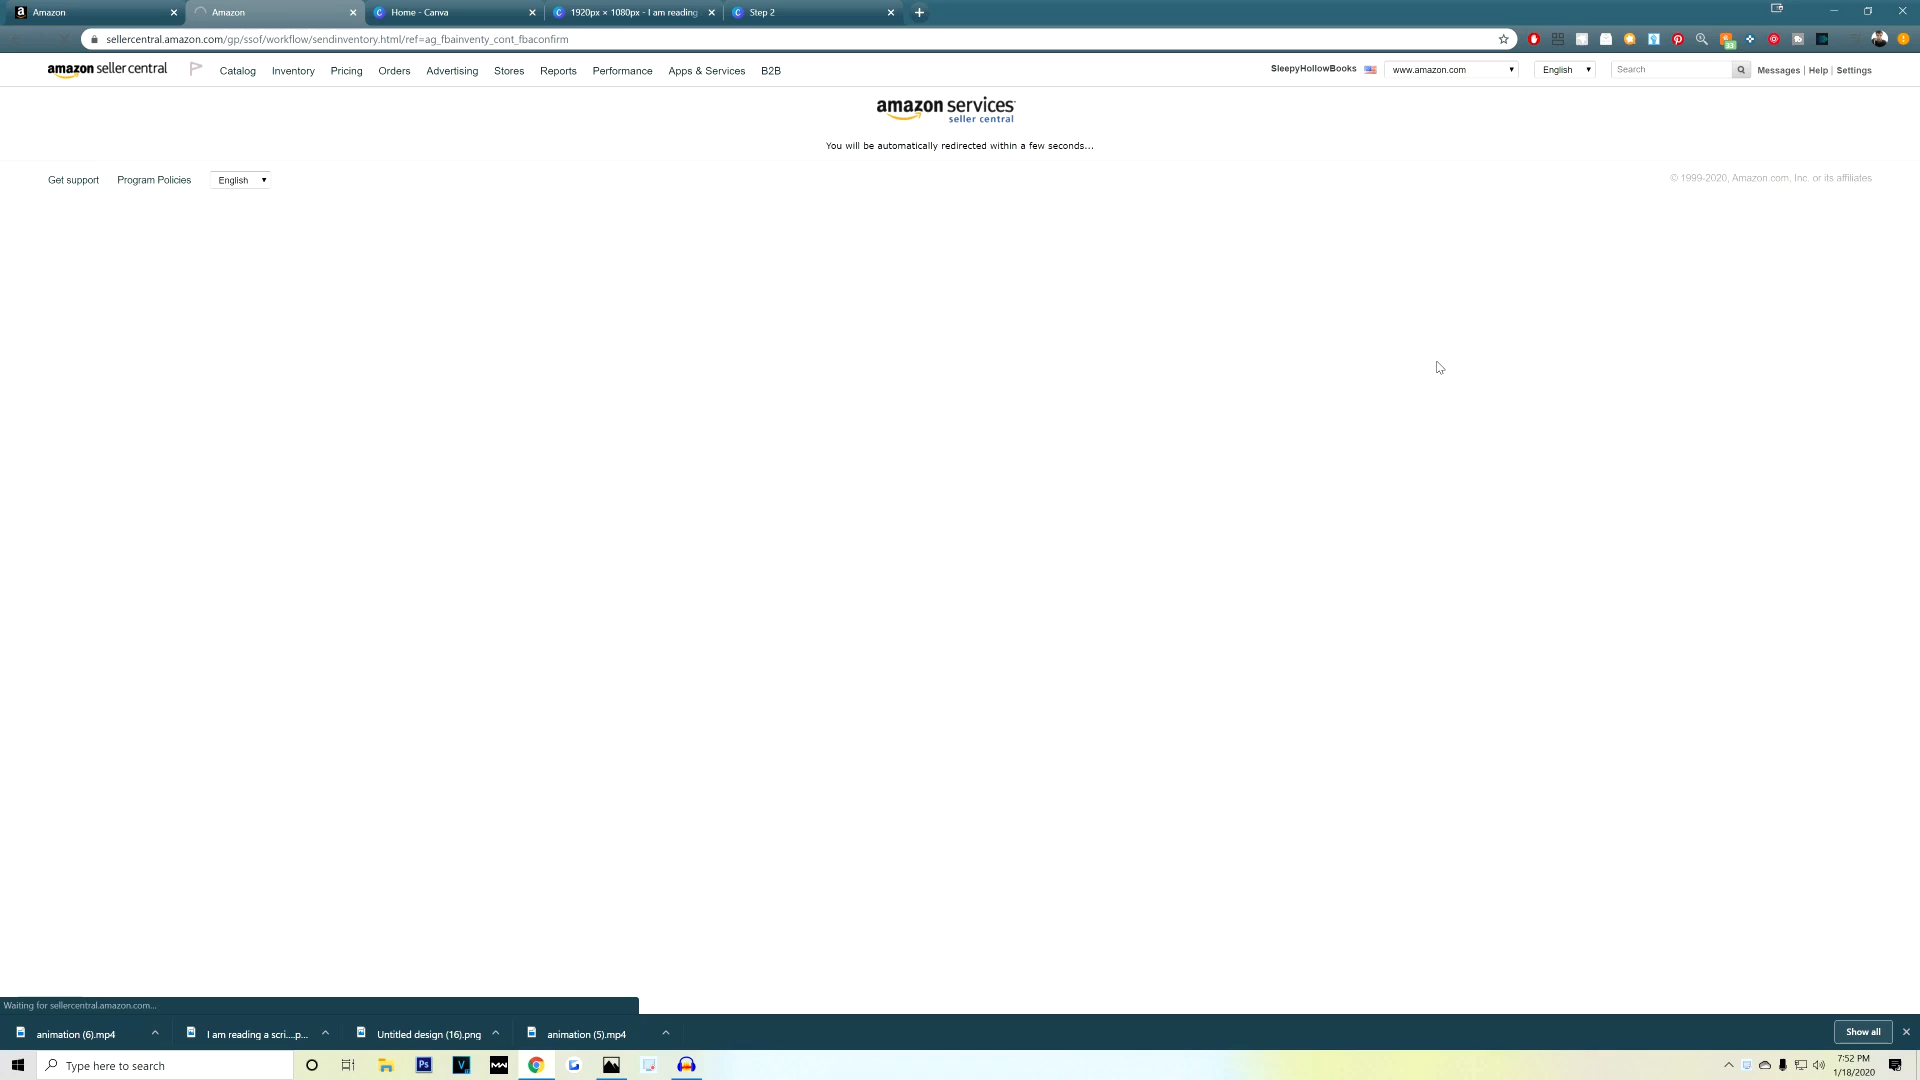 Amazon
Amazon
Home - Canva
1920px × 1080px - I am reading
Step 2
sellercentral.amazon.com/gp/ssof/workflow/sendinventory.html/ref=ag_fbainventy_cont_fbaconfirm
33
amazon seller central
Catalog
Inventory
Pricing
Orders
Advertising
Stores
Reports
Performance
Apps & Services
B2B
SleepyHollowBooks
www.amazon.com
English
Search
Messages | Help | Settings
amazon services
seller central
You will be automatically redirected within a few seconds...
Get support
Program Policies
English
© 1999-2020, Amazon.com, Inc. or its affiliates
Waiting for sellercentral.amazon.com...
animation (6).mp4
I am reading a scri....p...
Untitled design (16).png
animation (5).mp4
Show all
Type here to search
Ps
V
MW
7:52 PM
1/18/2020